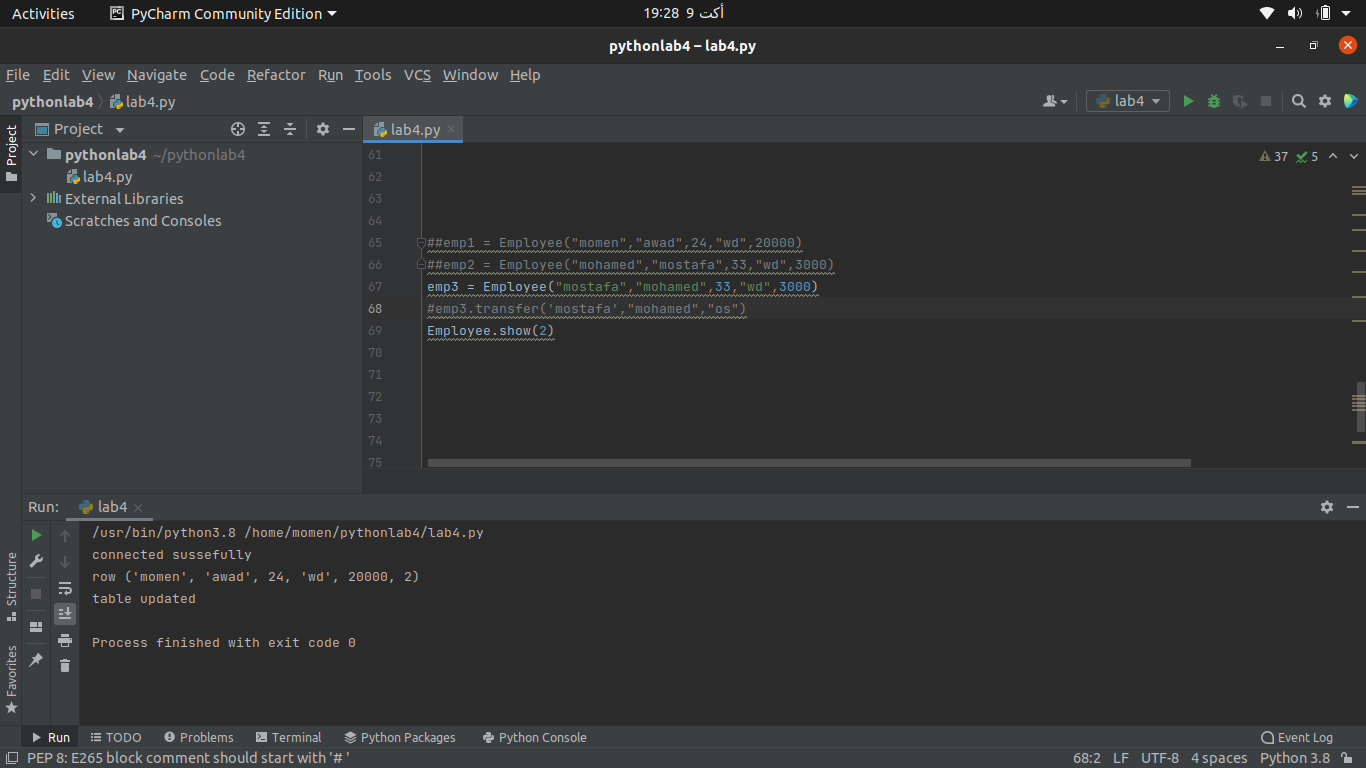 Activities PyCharm Community Edition 19:28 9 أكت
pythonlab4 – lab4.py
File Edit View Navigate Code Refactor Run Tools VCS Window Help
pythonlab4 lab4.py lab4
Project
lab4.py
Project
pythonlab4 ~/pythonlab4
lab4.py
External Libraries
Scratches and Consoles
37 5
61
62
63
64
65 ##emp1 = Employee("momen","awad",24,"wd",20000)
66 ##emp2 = Employee("mohamed","mostafa",33,"wd",3000)
67 emp3 = Employee("mostafa","mohamed",33,"wd",3000)
68 #emp3.transfer('mostafa',"mohamed","os")
69 Employee.show(2)
70
71
72
73
74
75
Run: lab4
/usr/bin/python3.8 /home/momen/pythonlab4/lab4.py
connected sussefully
row ('momen', 'awad', 24, 'wd', 20000, 2)
table updated
Process finished with exit code 0
Structure
Favorites
Run TODO Problems Terminal Python Packages Python Console Event Log
PEP 8: E265 block comment should start with '# ' 68:2 LF UTF-8 4 spaces Python 3.8